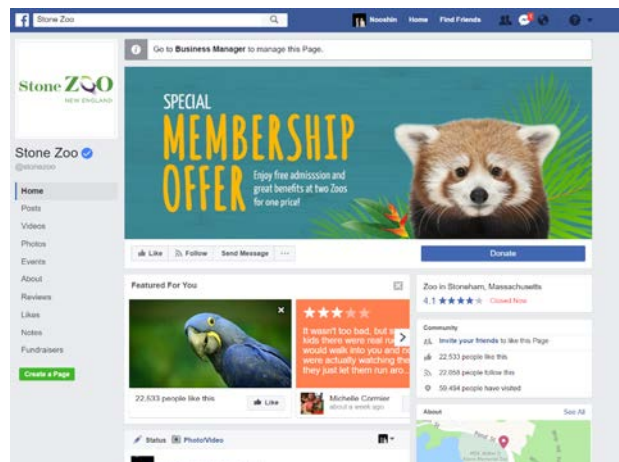 Stone Zoo
Nooshin Home Find Friends
Go to Business Manager to manage this Page.
Stone ZOO
NEW ENGLAND
SPECIAL
MEMBERSHIP
OFFER
Enjoy free admisssion and
great benefits at two Zoos
for one price!
Stone Zoo
@stonezoo
Home
Posts
Videos
Photos
Events
About
Reviews
Likes
Notes
Fundraisers
Create a Page
Like Follow Send Message ...
Donate
Featured For You
It wasn't too bad, but
kids there were real
would walk into you and
were actually watching the
they just let them run aro...
22,533 people like this
Like
Michelle Cormier
about a week ago
Status Photo/Video
Zoo in Stoneham, Massachusetts
4.1 Closed Now
Community
Invite your friends to like this Page
22,533 people like this
22,058 people follow this
59,494 people have visited
About See All
Pond St